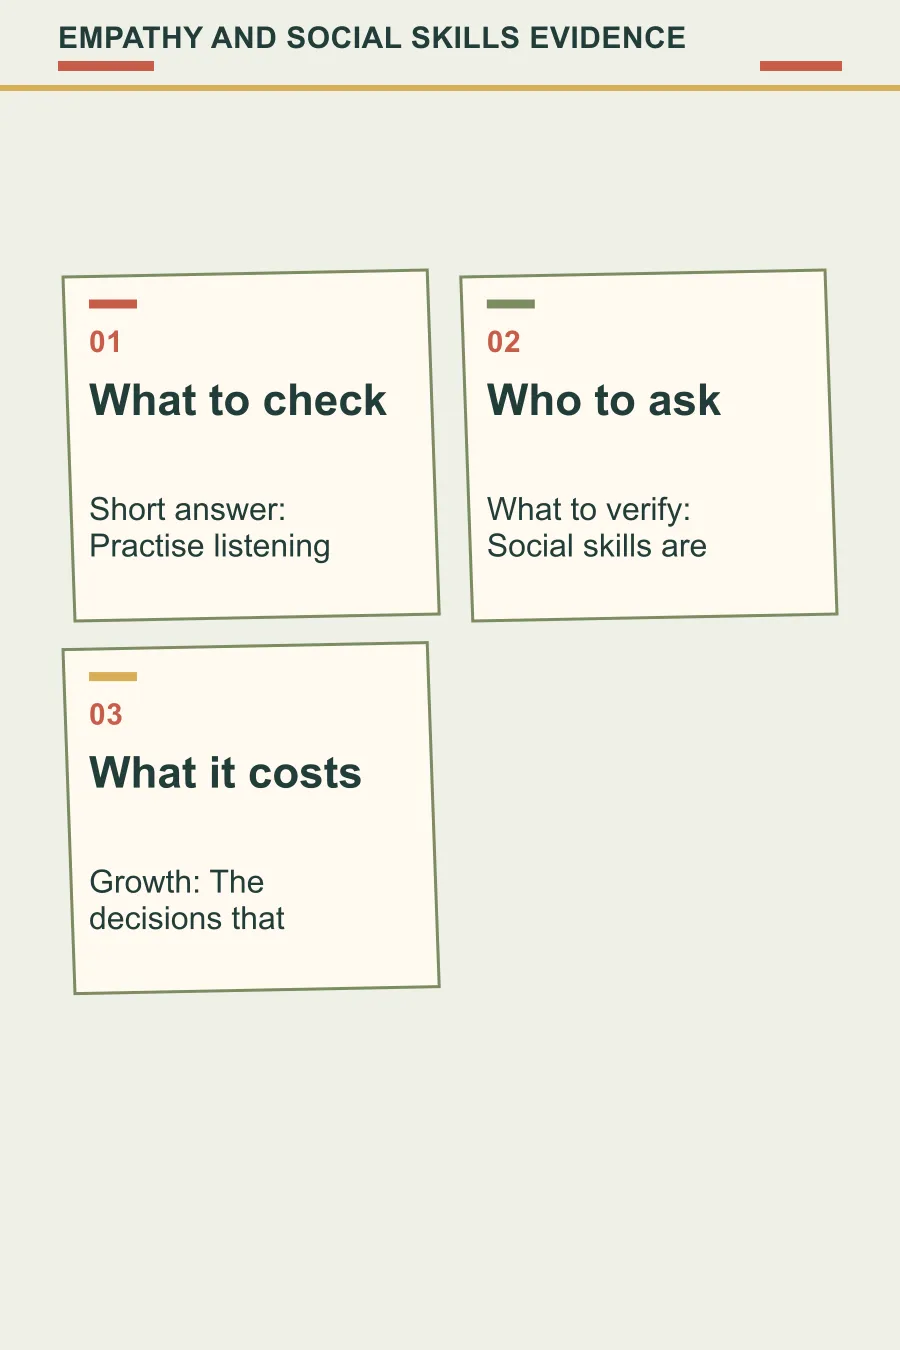 EMPATHY AND SOCIAL SKILLS EVIDENCE
01
What to check
Short answer:
Practise listening
02
Who to ask
What to verify:
Social skills are
03
What it costs
Growth: The
decisions that